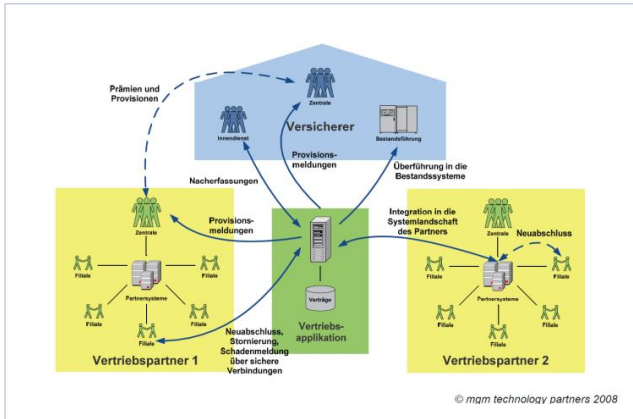 Prämien und
Provisionen
Zentrale
Versicherer
Innendienst
Bestandsführung
Provisions-
meldungen
Überführung in die
Bestandssysteme
Nacherfassungen
Provisions-
meldungen
Integration in die
Systemlandschaft
des Partners
Zentrale
Filiale
Filiale
Partnersysteme
Filiale
Filiale
Filiale
Vertriebspartner 1
Verträge
Vertriebs-
applikation
Neuabschluss,
Stornierung,
Schadenmeldung
über sichere
Verbindungen
Zentrale
Neuabschluss
Filiale
Filiale
Partnersysteme
Filiale
Filiale
Filiale
Vertriebspartner 2
© mgm technology partners 2008